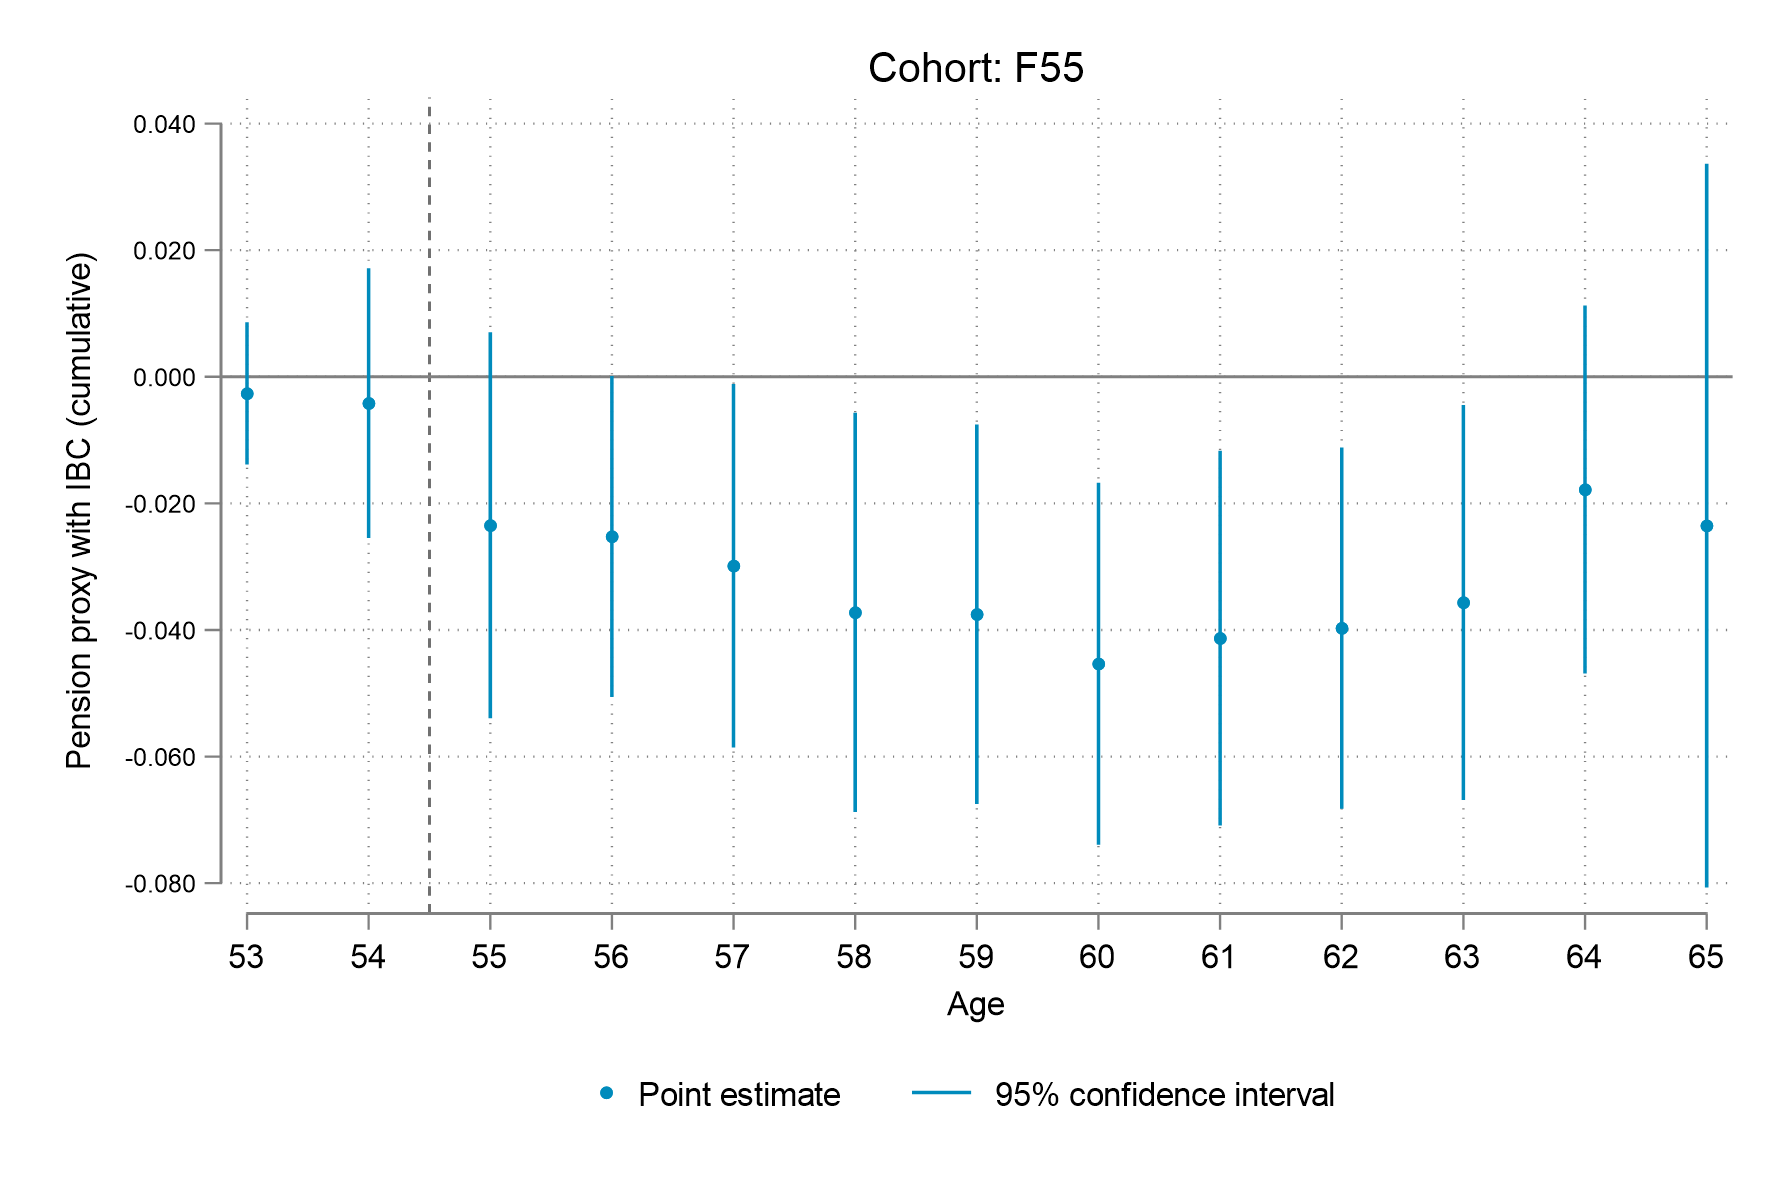 Cohort: F55
0.040
0.020
0.000
-0.020
-0.040
-0.060
-0.080
Pension proxy with IBC (cumulative)
53 54 55 56 57 58 59 60 61 62 63 64 65
Age
Point estimate 95% confidence interval